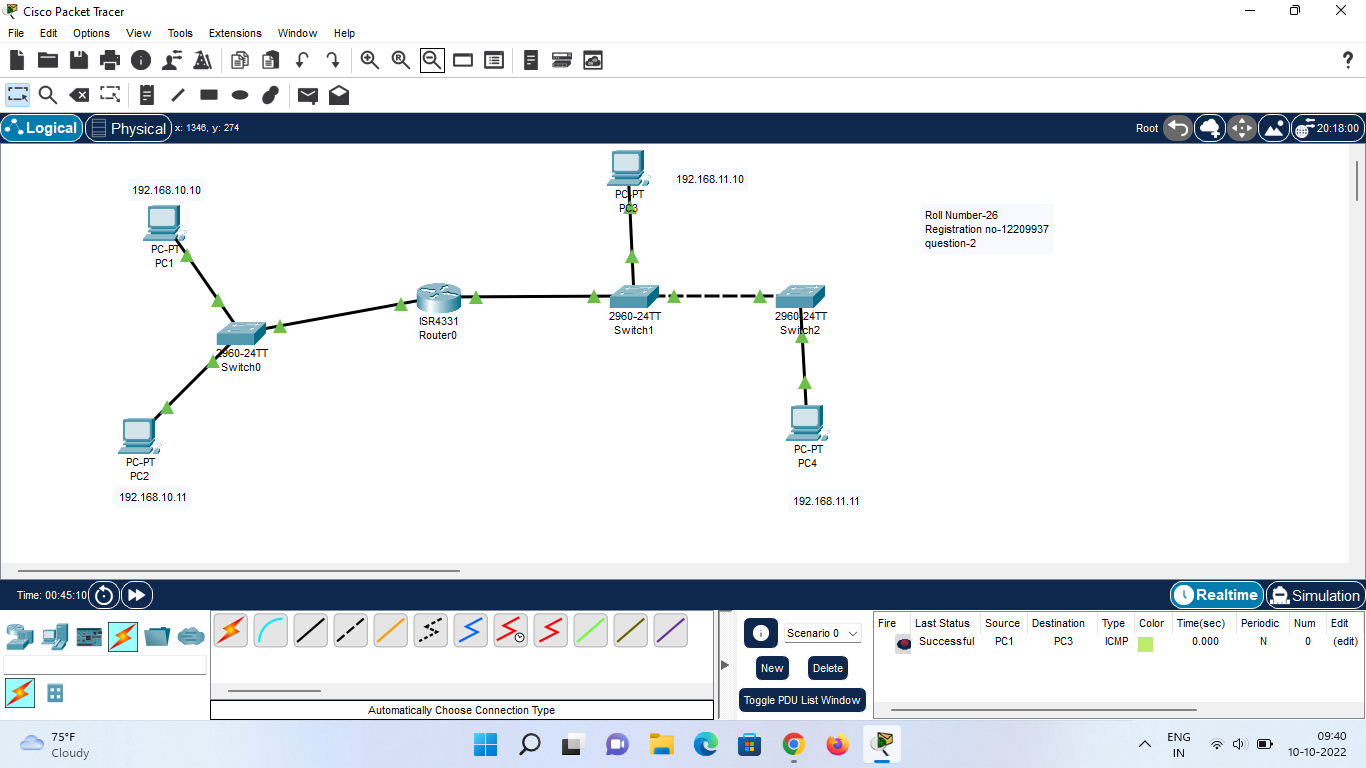 Cisco Packet Tracer
File Edit Options View Tools Extensions Window Help
Logical Physical x: 1346, y: 274 Root 20:18:00
192.168.10.10
PC-PT
PC1
192.168.11.10
PC-PT
PC3
Roll Number-26
Registration no-12209937
question-2
ISR4331
Router0
2960-24TT
Switch1
2960-24TT
Switch2
2960-24TT
Switch0
PC-PT
PC2
192.168.10.11
PC-PT
PC4
192.168.11.11
Time: 00:45:10 Realtime Simulation
Scenario 0
New Delete
Toggle PDU List Window
Fire Last Status Source Destination Type Color Time(sec) Periodic Num Edit
Successful PC1 PC3 ICMP 0.000 N 0 (edit)
Automatically Choose Connection Type
75°F
Cloudy
ENG
IN
09:40
10-10-2022